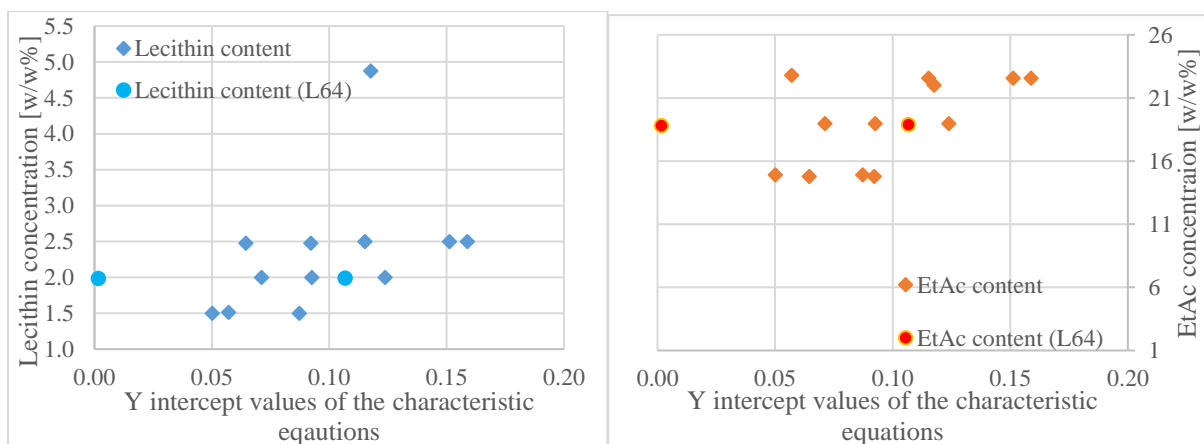 Lecithin concentration [w/w%]
5.5
5.0
4.5
4.0
3.5
3.0
2.5
2.0
1.5
1.0
Lecithin content
Lecithin content (L64)
0.00 0.05 0.10 0.15 0.20
Y intercept values of the characteristic
eqautions
26
21
16
11
6
1
EtAc concentraion [w/w%]
EtAc content
EtAc content (L64)
0.00 0.05 0.10 0.15 0.20
Y intercept values of the characteristic
equations